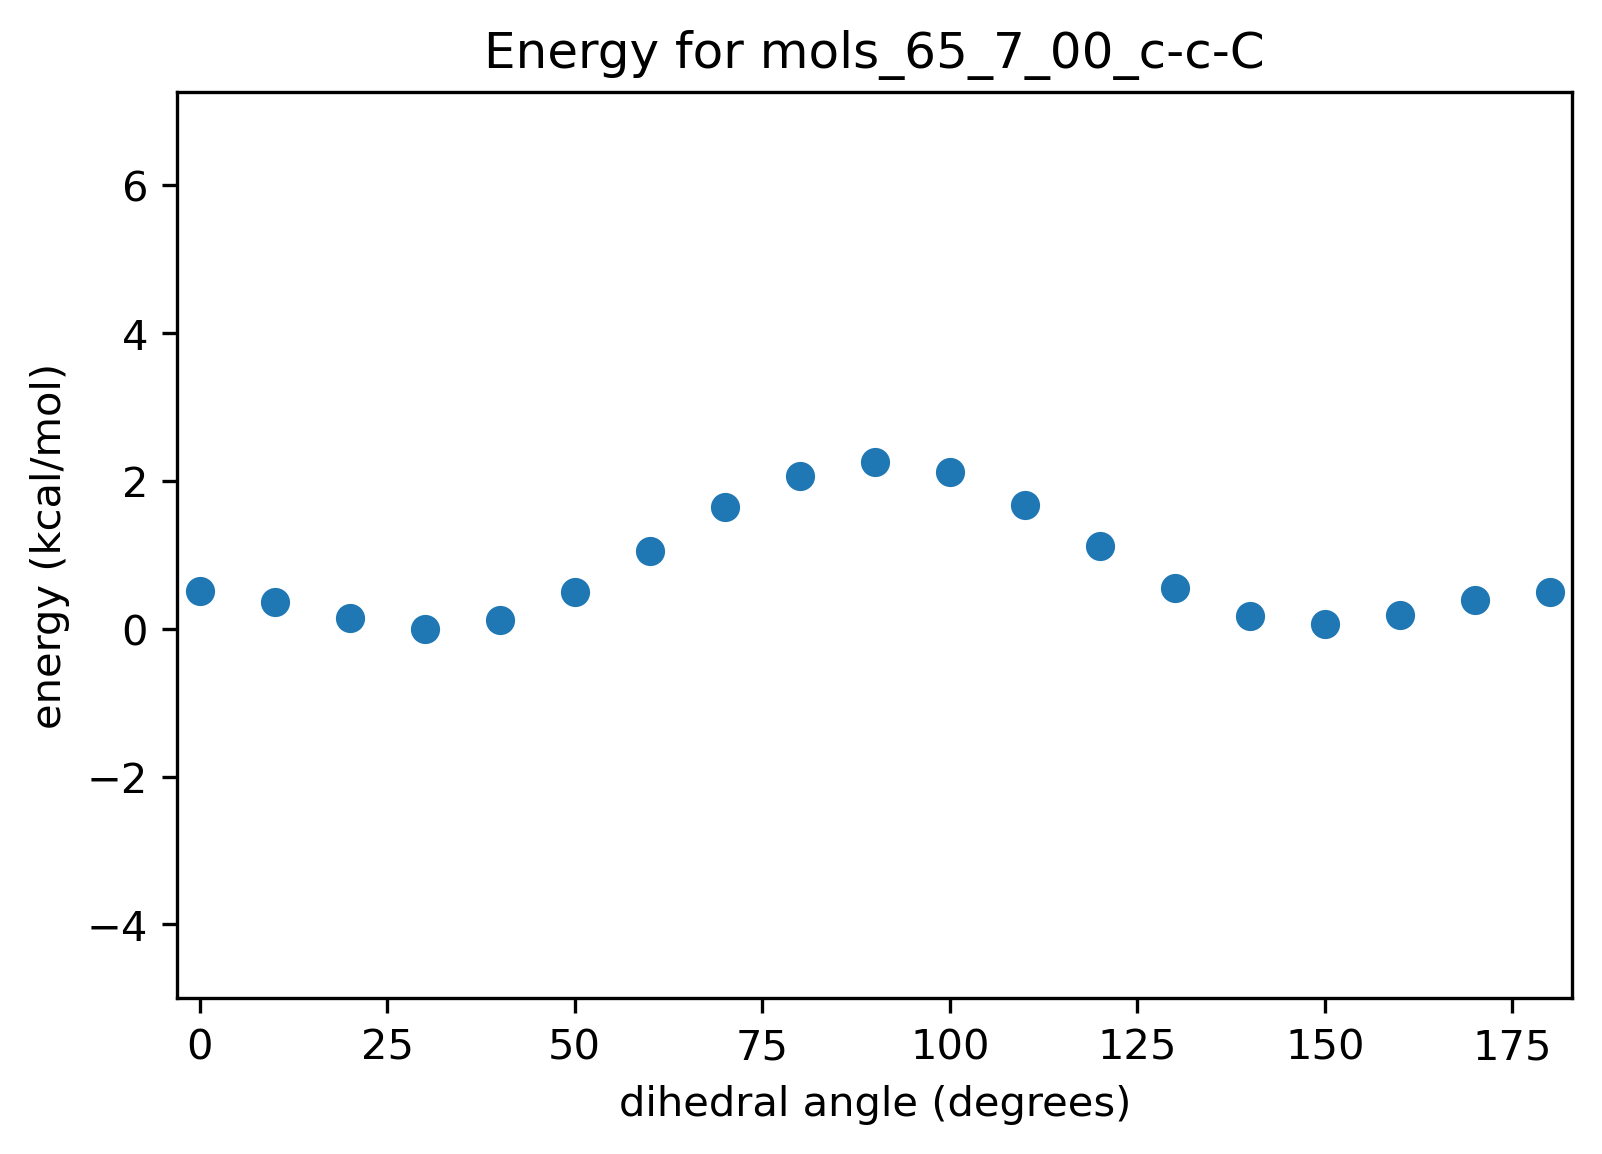 Energy for mols_65_7_00_c-c-C
energy (kcal/mol)
6
4
2
0
−2
−4
0 25 50 75 100 125 150 175
dihedral angle (degrees)